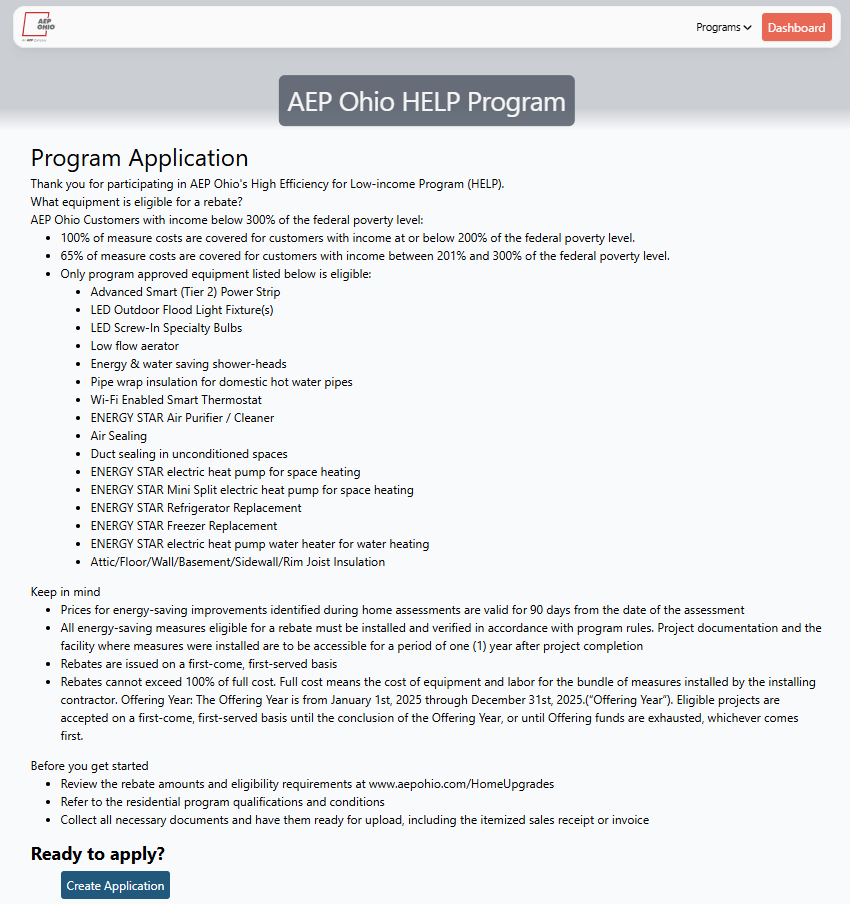 AEP
OHIO
Programs
Dashboard
AEP Ohio HELP Program
Program Application
Thank you for participating in AEP Ohio's High Efficiency for Low-income Program (HELP).
What equipment is eligible for a rebate?
AEP Ohio Customers with income below 300% of the federal poverty level:
• 100% of measure costs are covered for customers with income at or below 200% of the federal poverty level.
• 65% of measure costs are covered for customers with income between 201% and 300% of the federal poverty level.
• Only program approved equipment listed below is eligible:
• Advanced Smart (Tier 2) Power Strip
• LED Outdoor Flood Light Fixture(s)
• LED Screw-In Specialty Bulbs
• Low flow aerator
• Energy & water saving shower-heads
• Pipe wrap insulation for domestic hot water pipes
• Wi-Fi Enabled Smart Thermostat
• ENERGY STAR Air Purifier / Cleaner
• Air Sealing
• Duct sealing in unconditioned spaces
• ENERGY STAR electric heat pump for space heating
• ENERGY STAR Mini Split electric heat pump for space heating
• ENERGY STAR Refrigerator Replacement
• ENERGY STAR Freezer Replacement
• ENERGY STAR electric heat pump water heater for water heating
• Attic/Floor/Wall/Basement/Sidewall/Rim Joist Insulation
Keep in mind
• Prices for energy-saving improvements identified during home assessments are valid for 90 days from the date of the assessment
• All energy-saving measures eligible for a rebate must be installed and verified in accordance with program rules. Project documentation and the
facility where measures were installed are to be accessible for a period of one (1) year after project completion
• Rebates are issued on a first-come, first-served basis
• Rebates cannot exceed 100% of full cost. Full cost means the cost of equipment and labor for the bundle of measures installed by the installing
contractor. Offering Year: The Offering Year is from January 1st, 2025 through December 31st, 2025.(“Offering Year”). Eligible projects are
accepted on a first-come, first-served basis until the conclusion of the Offering Year, or until Offering funds are exhausted, whichever comes
first.
Before you get started
• Review the rebate amounts and eligibility requirements at www.aepohio.com/HomeUpgrades
• Refer to the residential program qualifications and conditions
• Collect all necessary documents and have them ready for upload, including the itemized sales receipt or invoice
Ready to apply?
Create Application